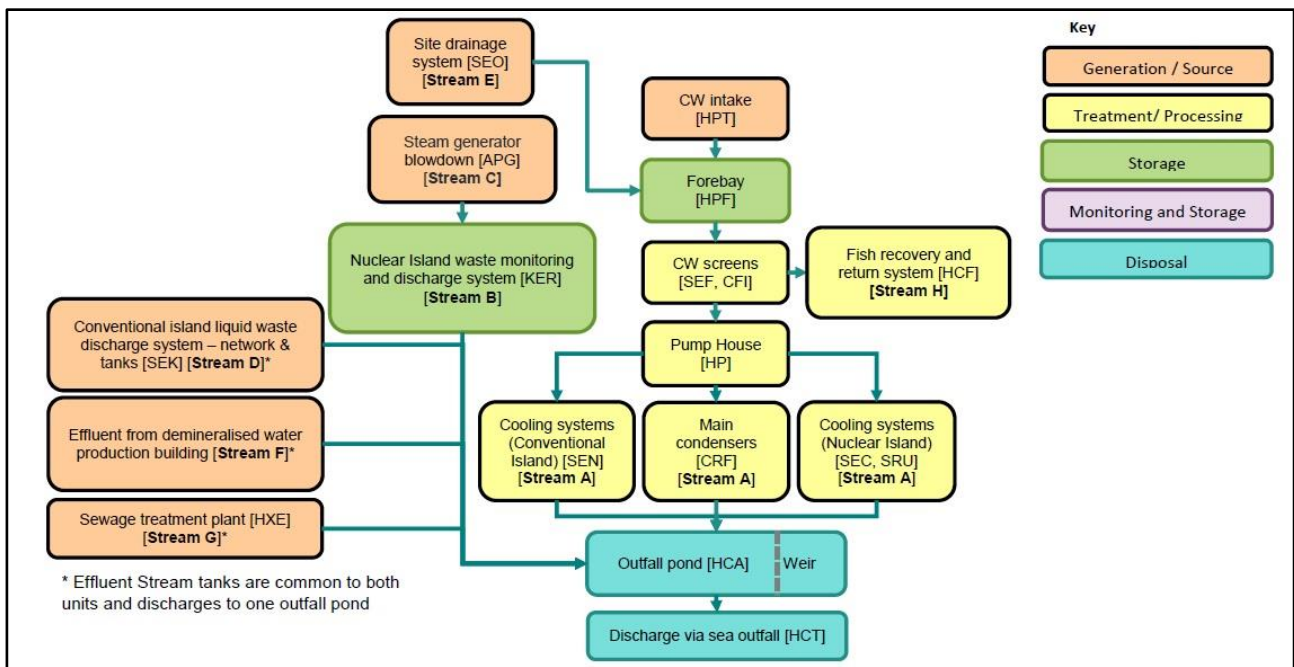 Site drainage
system [SEO]
[Stream E]
Steam generator
blowdown [APG]
[Stream C]
Nuclear Island waste monitoring
and discharge system [KER]
[Stream B]
Conventional island liquid waste
discharge system – network &
tanks [SEK] [Stream D]*
Effluent from demineralised water
production building [Stream F]*
Sewage treatment plant [HXE]
[Stream G]*
* Effluent Stream tanks are common to both
units and discharges to one outfall pond
CW intake
[HPT]
Forebay
[HPF]
CW screens
[SEF, CFI]
Fish recovery and
return system [HCF]
[Stream H]
Pump House
[HP]
Cooling systems
(Conventional
Island) [SEN]
[Stream A]
Main
condensers
[CRF]
[Stream A]
Cooling systems
(Nuclear Island)
[SEC, SRU]
[Stream A]
Outfall pond [HCA]
Weir
Discharge via sea outfall [HCT]
Key
Generation / Source
Treatment/ Processing
Storage
Monitoring and Storage
Disposal